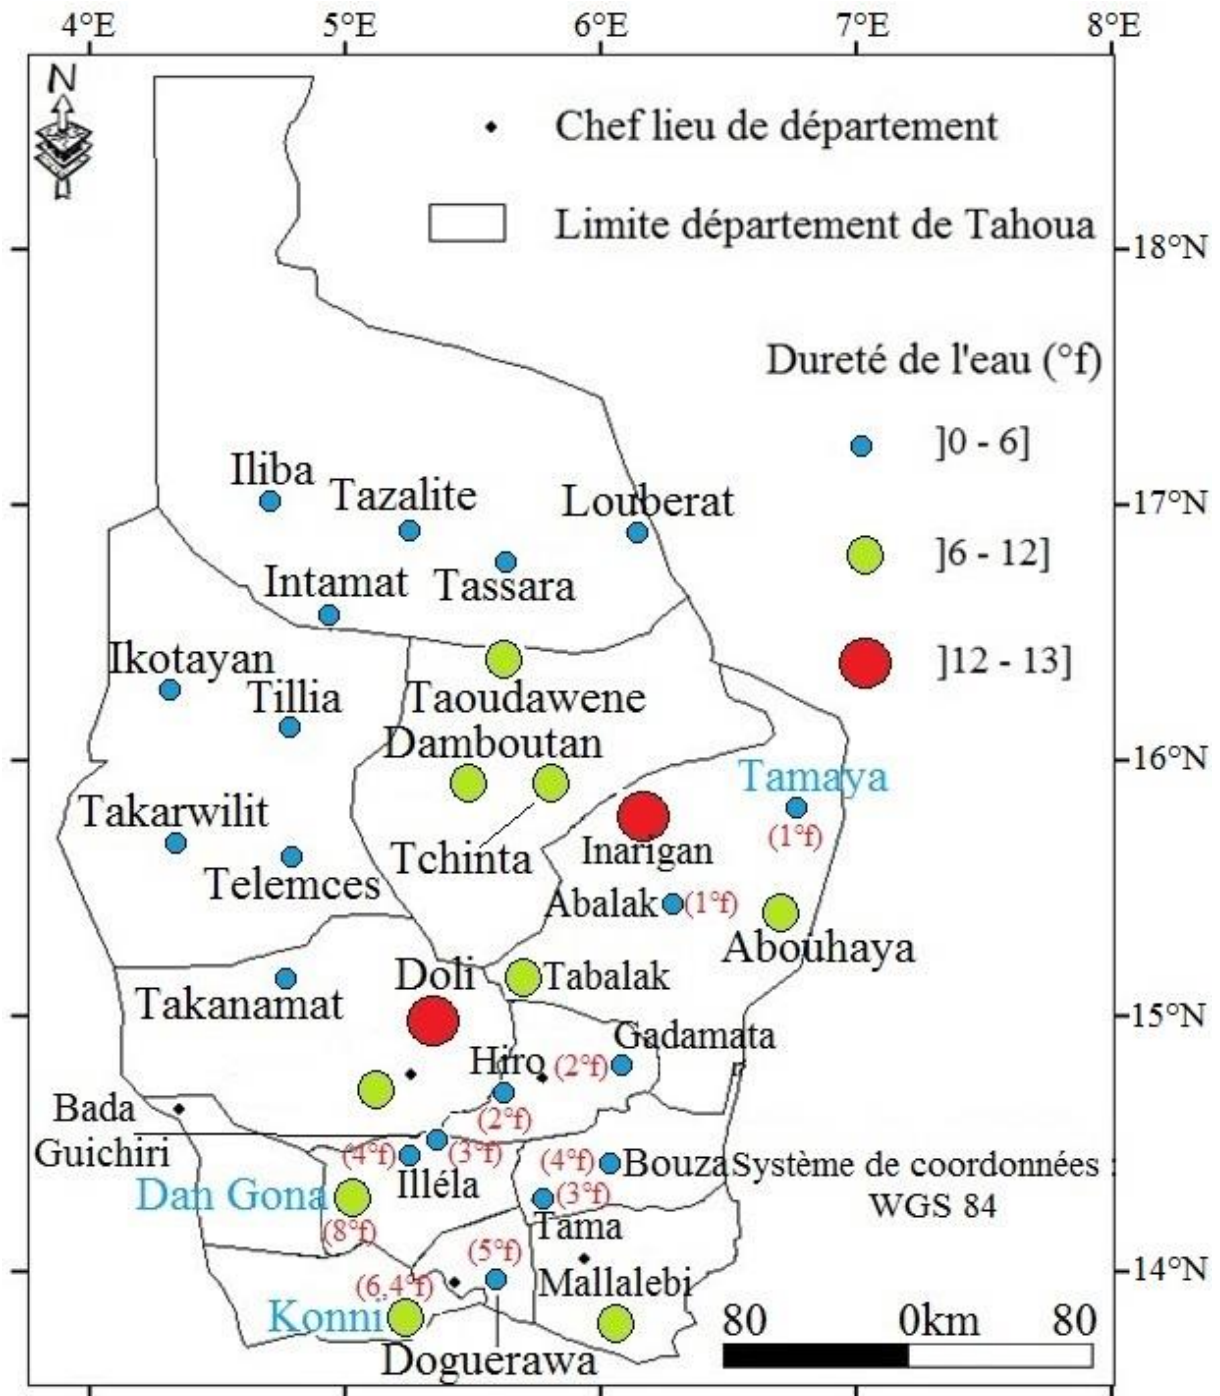 4°E 5°E 6°E 7°E 8°E
N
Chef lieu de département
Limite département de Tahoua
18°N
Dureté de l'eau (°f)
]0 - 6]
Iliba
Tazalite
Louberat
17°N
]6 - 12]
Intamat
Tassara
Ikotayan
]12 - 13]
Tillia
Taoudawene
Damboutan
16°N
Tamaya
Takarwilit
(1°f)
Tchinta
Inarigan
Telemces
Abalak (1°f)
Abouhaya
Doli
Tabalak
Takanamat
15°N
Gadamata
Hiro (2°f)
Bada
(2°f)
Guichiri
(4°f) (3°f)
(4°f) Bouza
Système de coordonnées :
Illéla
Dan Gona
(3°f)
WGS 84
Tama
(8°f)
(5°f)
14°N
(6,4°f)
Mallalebi
Konni
80 0km 80
Doguerawa